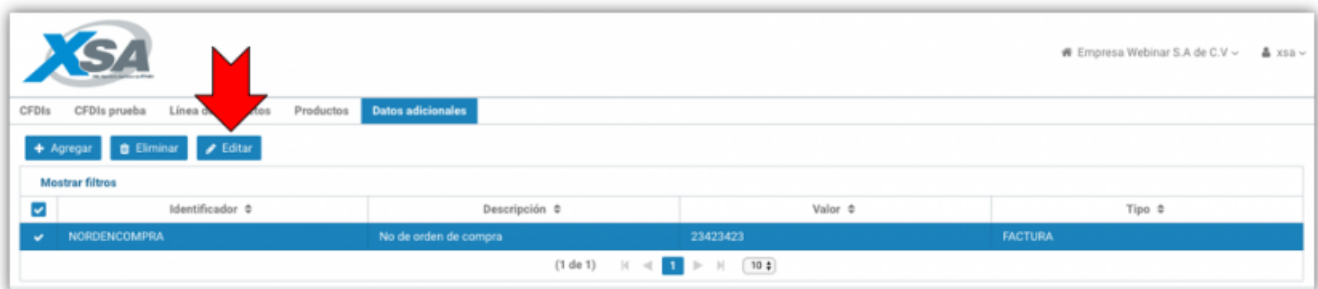 XSA
Empresa Webinar S.A de C.V xsa
CFDIs CFDIs prueba Línea Productos Datos adicionales
Agregar Eliminar Editar
Mostrar filtros
Identificador Descripción Valor Tipo
NORDENCOMPRA No de orden de compra 23423423 FACTURA
(1 de 1) 1 10